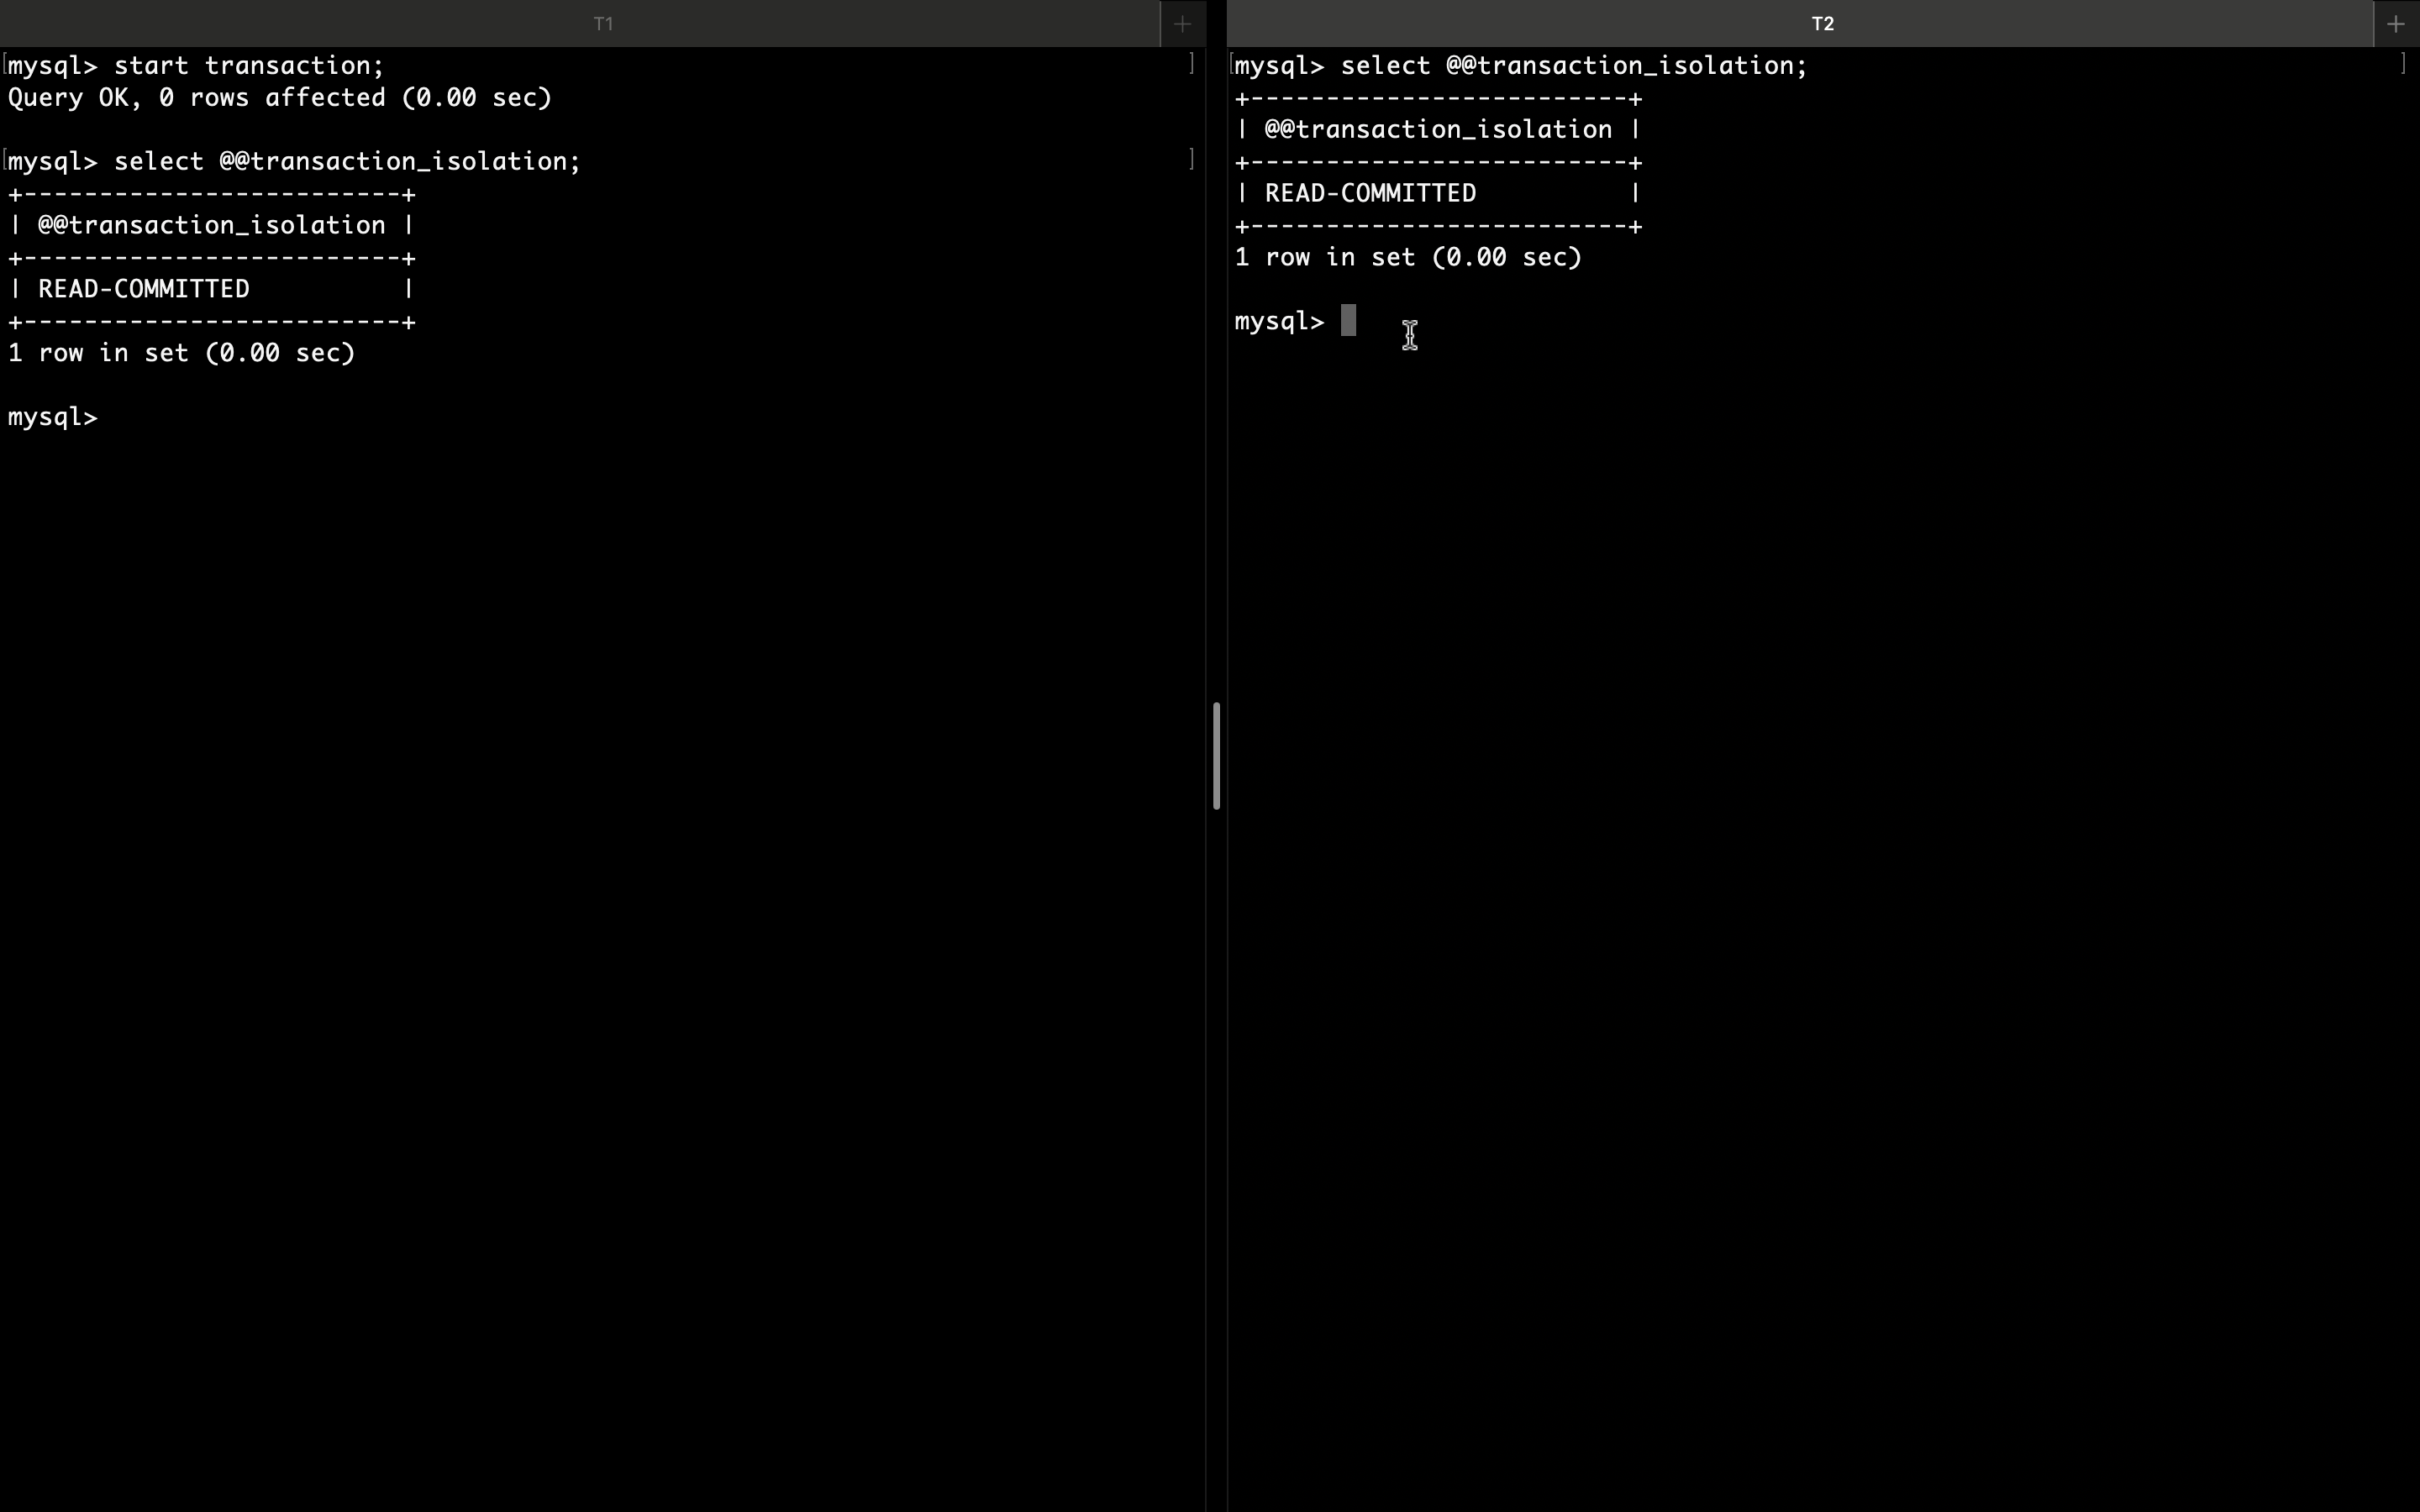 T1
[mysql> start transaction; ]
Query OK, 0 rows affected (0.00 sec)
[mysql> select @@transaction_isolation; ]
+-------------------------+
| @@transaction_isolation |
+-------------------------+
| READ-COMMITTED          |
+-------------------------+
1 row in set (0.00 sec)
mysql>
T2
[mysql> select @@transaction_isolation; ]
+-------------------------+
| @@transaction_isolation |
+-------------------------+
| READ-COMMITTED          |
+-------------------------+
1 row in set (0.00 sec)
mysql>